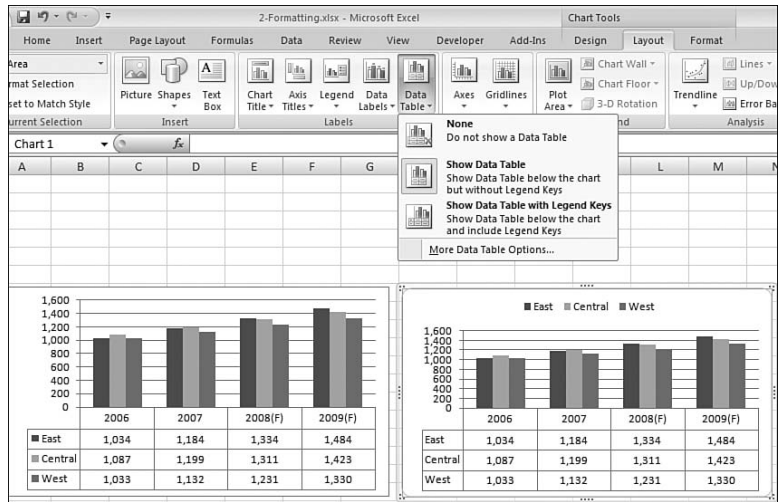 2-Formatting.xlsx - Microsoft Excel
Chart Tools
Home Insert Page Layout Formulas Data Review View Developer Add-Ins Design Layout Format
Area
rmat Selection
set to Match Style
urrent Selection
Picture Shapes Text Box
Insert
Chart Title Axis Titles Legend Data Labels Data Table
Labels
Axes Gridlines
Plot Area
Chart Wall
Chart Floor
3-D Rotation
nd
Trendline
Lines
Up/Dow
Error Ba
Analysis
Chart 1
fx
None
Do not show a Data Table
Show Data Table
Show Data Table below the chart
but without Legend Keys
Show Data Table with Legend Keys
Show Data Table below the chart
and include Legend Keys
More Data Table Options...
A B C D E F G L M N
1,600
1,400
1,200
1,000
800
600
400
200
0
2006 2007 2008(F) 2009(F)
East 1,034 1,184 1,334 1,484
Central 1,087 1,199 1,311 1,423
West 1,033 1,132 1,231 1,330
East Central West
1,600
1,400
1,200
1,000
800
600
400
200
0
2006 2007 2008(F) 2009(F)
East 1,034 1,184 1,334 1,484
Central 1,087 1,199 1,311 1,423
West 1,033 1,132 1,231 1,330